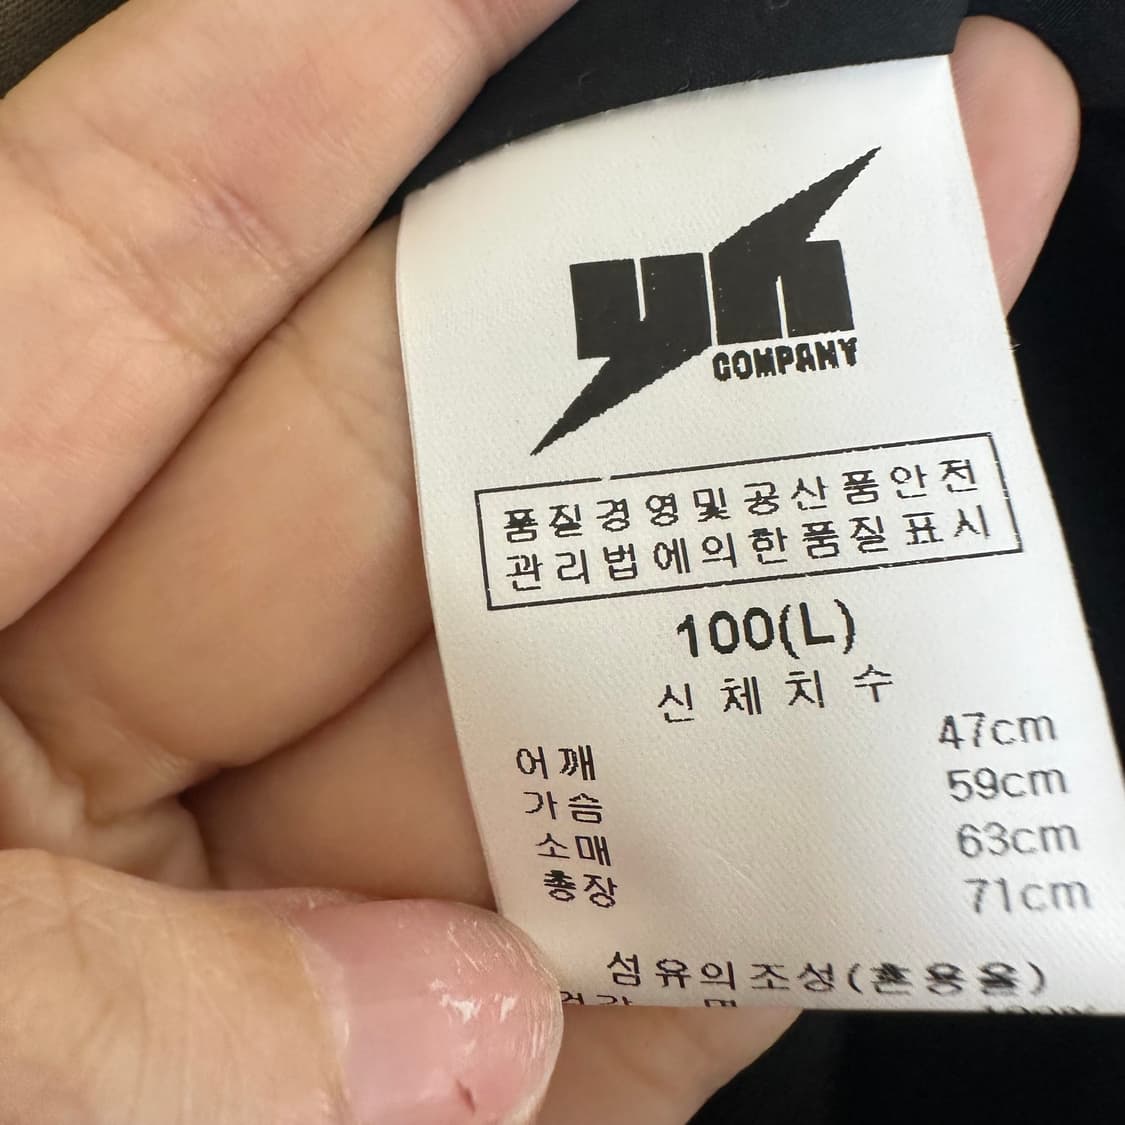 yn
COMPANY
품질경영및공산품안전
관리법에의한품질표시
100(L)
신체치수
어깨 47cm
가슴 59cm
소매 63cm
총장 71cm
섬유의조성(혼용율)